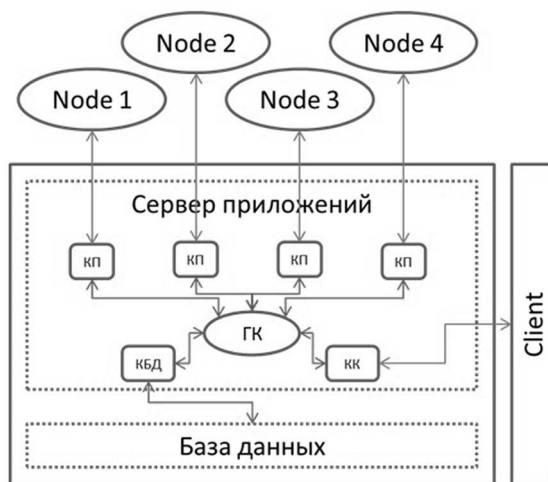 Node 2
Node 4
Node 1
Node 3
Сервер приложений
КП
КП
КП
КП
ГК
КБД
КК
Client
База данных